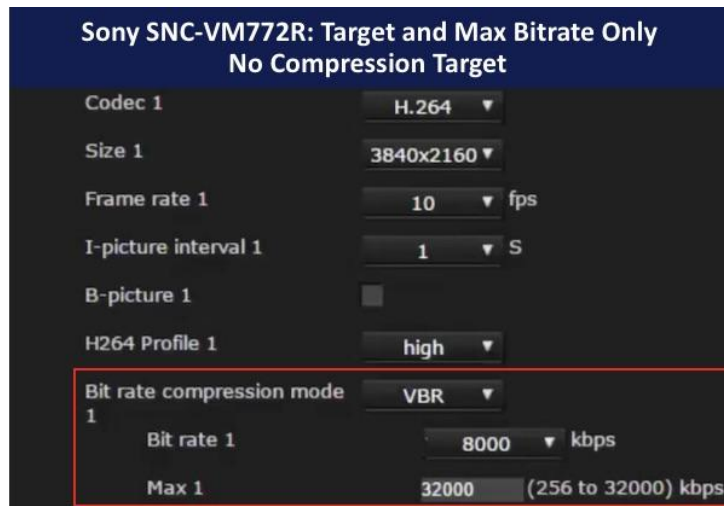 Sony SNC-VM772R: Target and Max Bitrate Only
No Compression Target
Codec 1 H.264
Size 1 3840x2160
Frame rate 1 10 fps
I-picture interval 1 1 S
B-picture 1
H264 Profile 1 high
Bit rate compression mode 1 VBR
Bit rate 1 8000 kbps
Max 1 32000 (256 to 32000) kbps